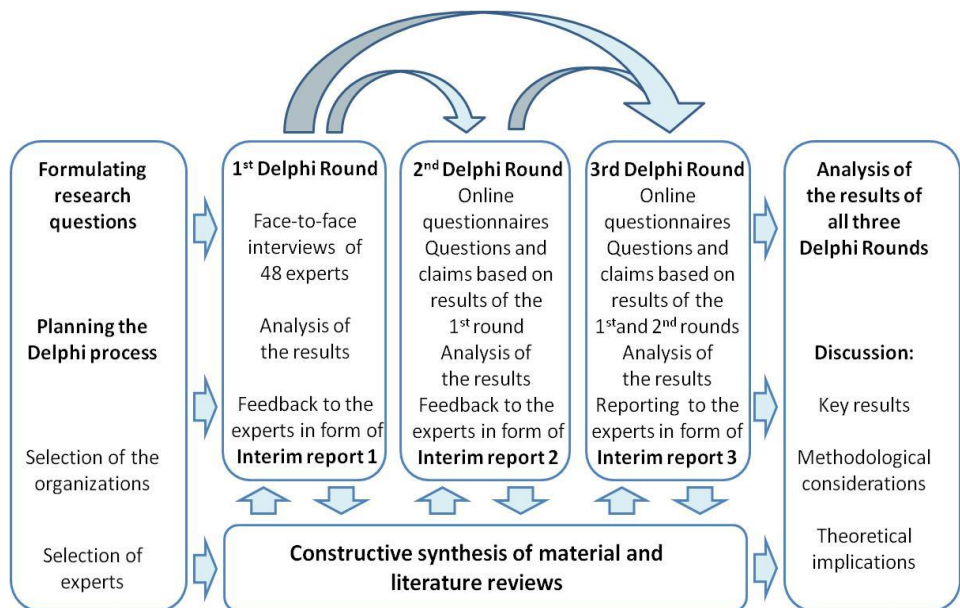 Formulating
research
questions
Planning the
Delphi process
Selection of the
organizations
Selection of
experts
1st Delphi Round
Face-to-face
interviews of
48 experts
Analysis of
the results
Feedback to the
experts in form of
Interim report 1
2nd Delphi Round
Online
questionnaires
Questions and
claims based on
results of the
1st round
Analysis of
the results
Feedback to the
experts in form of
Interim report 2
3rd Delphi Round
Online
questionnaires
Questions and
claims based on
results of the
1stand 2nd rounds
Analysis of
the results
Reporting to the
experts in form of
Interim report 3
Constructive synthesis of material and
literature reviews
Analysis of
the results of
all three
Delphi Rounds
Discussion:
Key results
Methodological
considerations
Theoretical
implications